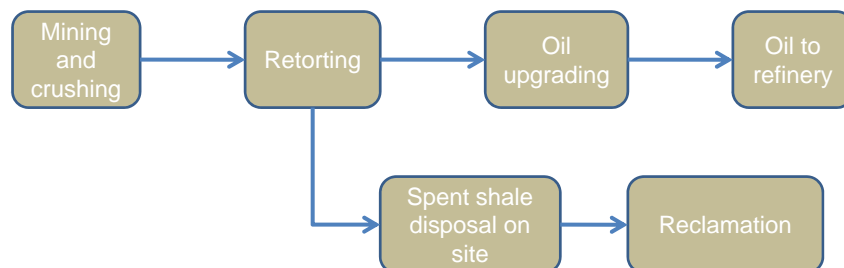 Mining
and
crushing
Retorting
Oil
upgrading
Oil to
refinery
Spent shale
disposal on
site
Reclamation